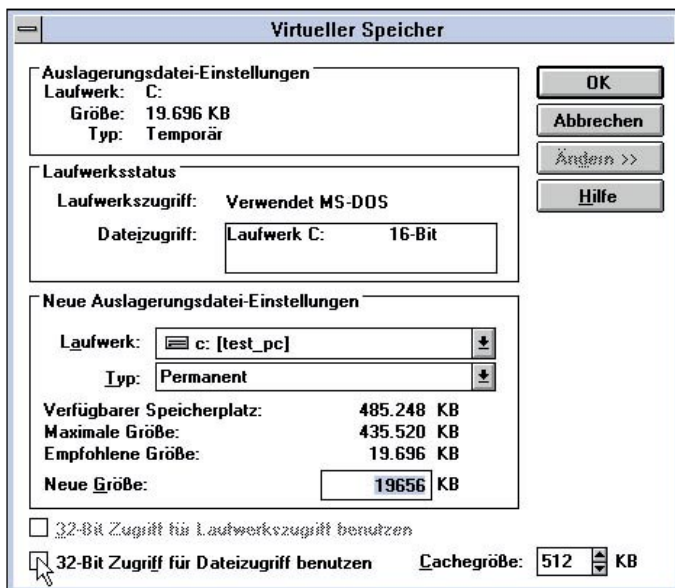 Virtueller Speicher
Auslagerungsdatei-Einstellungen
Laufwerk: C:
Größe: 19.696 KB
Typ: Temporär
OK
Abbrechen
Ändern >>
Hilfe
Laufwerksstatus
Laufwerkszugriff: Verwendet MS-DOS
Dateizugriff: Laufwerk C: 16-Bit
Neue Auslagerungsdatei-Einstellungen
Laufwerk: c: [test_pc]
Typ: Permanent
Verfügbarer Speicherplatz: 485.248 KB
Maximale Größe: 435.520 KB
Empfohlene Größe: 19.696 KB
Neue Größe: 19656 KB
32-Bit Zugriff für Laufwerkszugriff benutzen
32-Bit Zugriff für Dateizugriff benutzen Cachegröße: 512 KB